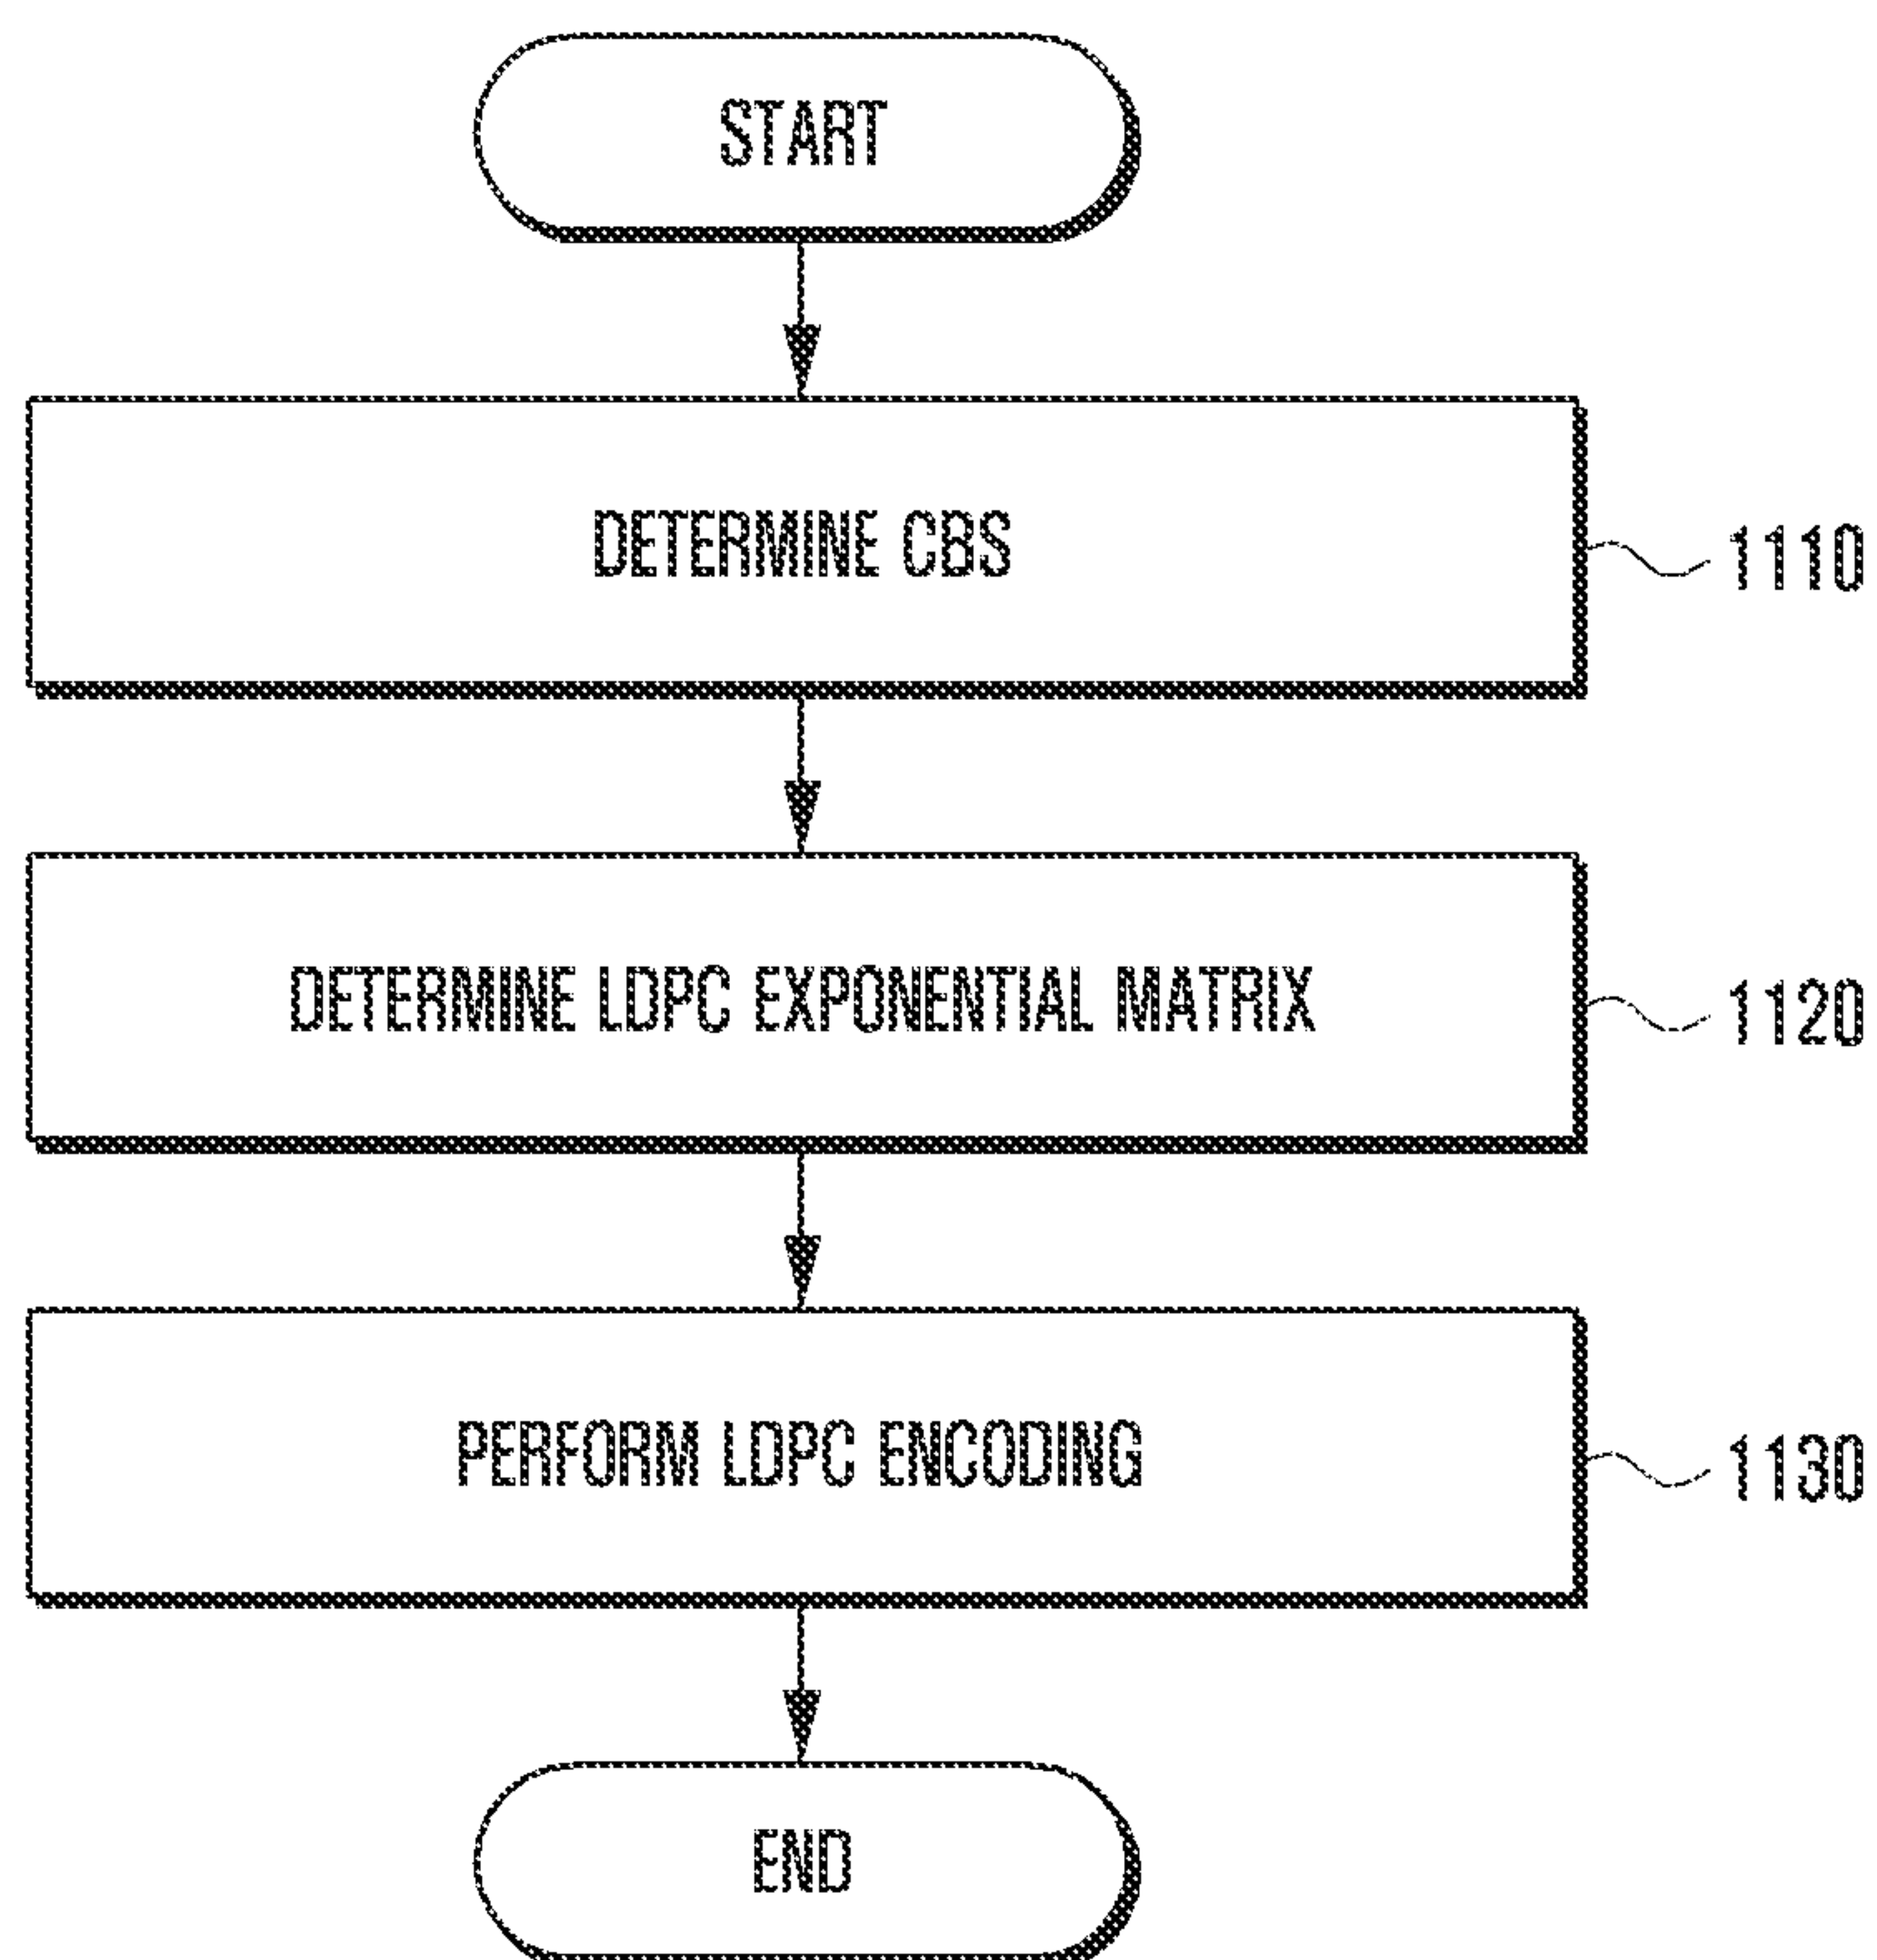 START
DETERMINE CBS
1110
DETERMINE LDPC EXPONENTIAL MATRIX
1120
PERFORM LDPC ENCODING
1130
END